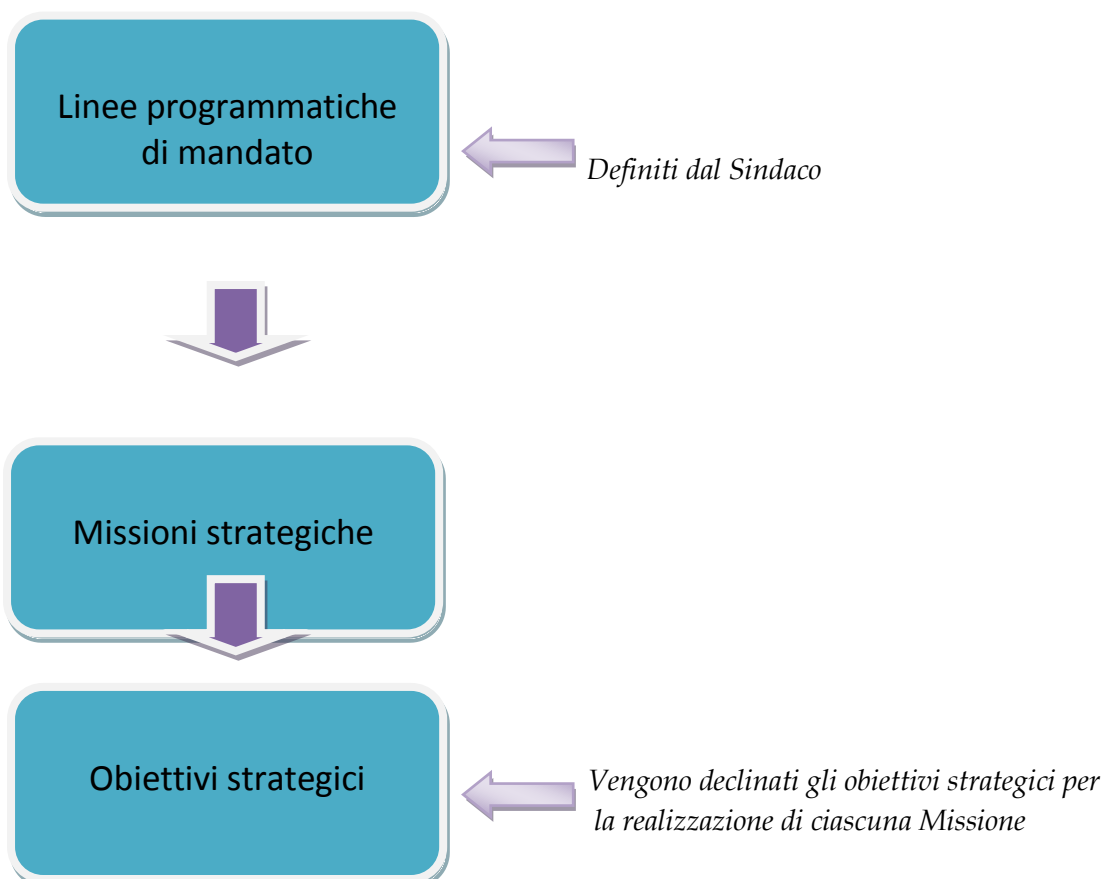 Linee programmatiche
di mandato
Definiti dal Sindaco
Missioni strategiche
Obiettivi strategici
Vengono declinati gli obiettivi strategici per
la realizzazione di ciascuna Missione